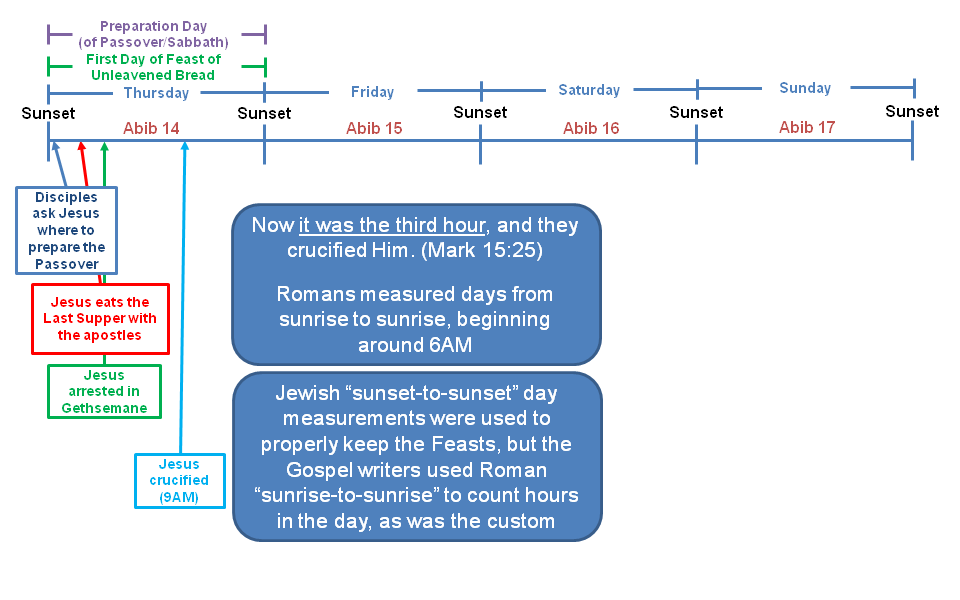 Preparation Day
(of Passover/Sabbath)
First Day of Feast of
Unleavened Bread
Thursday
Friday
Saturday
Sunday
Sunset
Sunset
Sunset
Sunset
Sunset
Abib 14
Abib 15
Abib 16
Abib 17
Disciples
ask Jesus
where to
prepare the
Passover
Jesus eats the
Last Supper with
the apostles
Jesus
arrested in
Gethsemane
Jesus
crucified
(9AM)
Now it was the third hour, and they
crucified Him. (Mark 15:25)
Romans measured days from
sunrise to sunrise, beginning
around 6AM
Jewish “sunset-to-sunset” day
measurements were used to
properly keep the Feasts, but the
Gospel writers used Roman
“sunrise-to-sunrise” to count hours
in the day, as was the custom